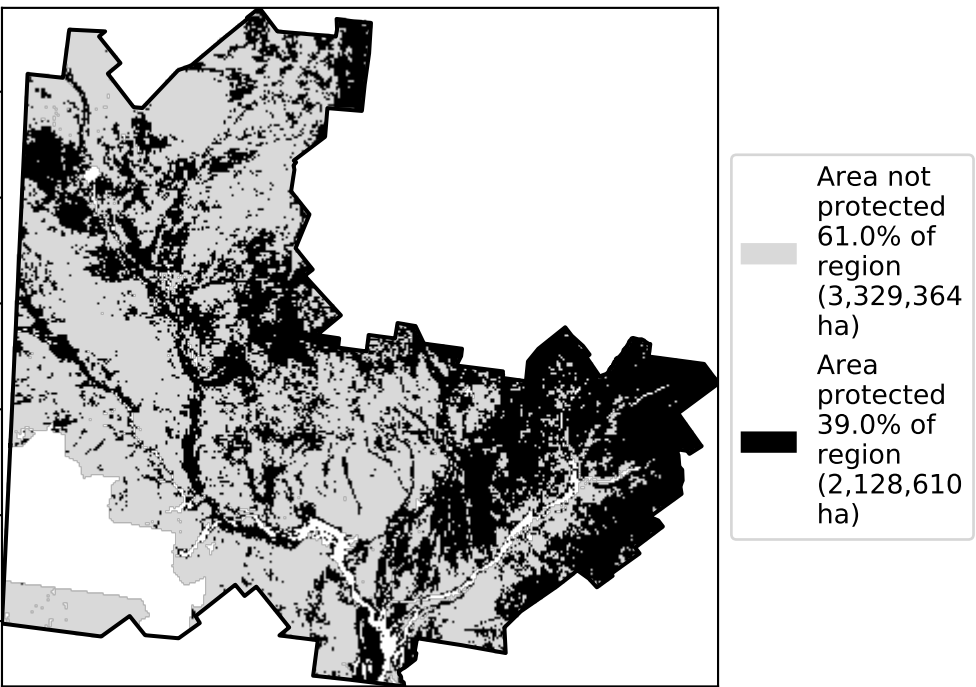 Area not
protected
61.0% of
region
(3,329,364
ha)
Area
protected
39.0% of
region
(2,128,610
ha)